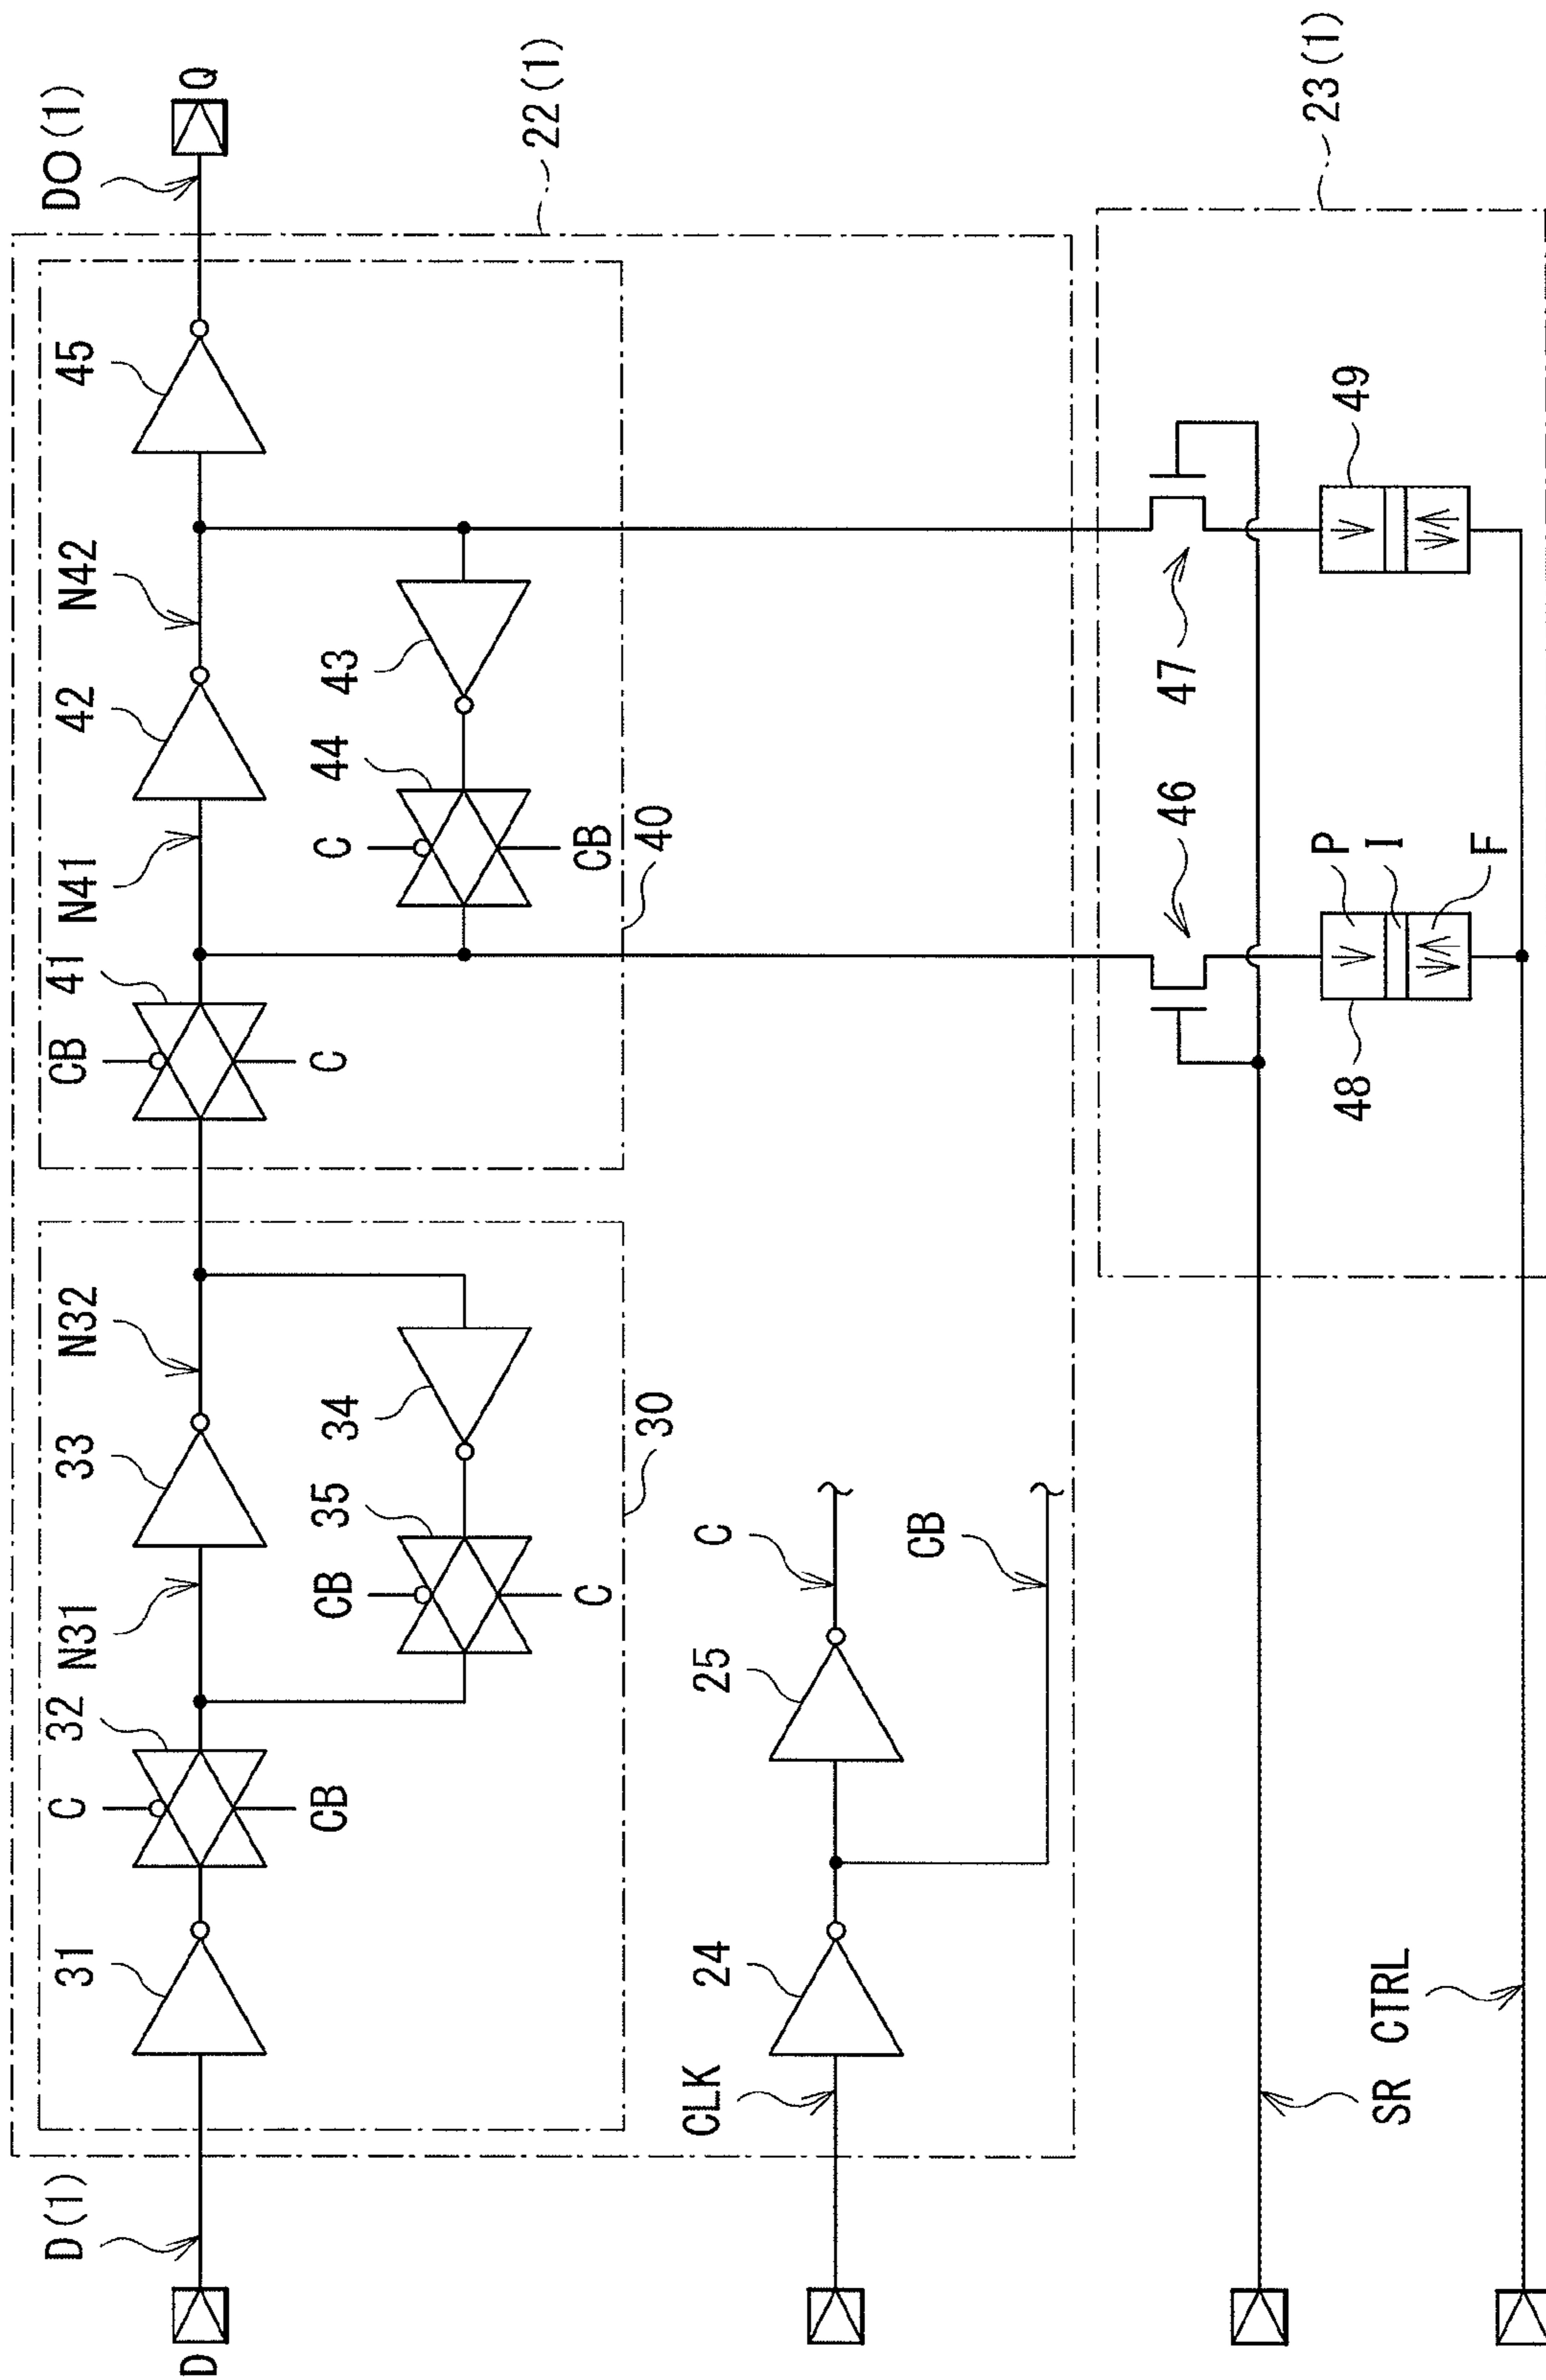 D
D(1)
31
C
32
CB
N31
33
N32
CB
35
C
34
30
CB
41
C
N41
42
N42
45
C
44
CB
43
40
DO(1)
Q
22(1)
CLK
24
25
C
CB
SR
CTRL
46
47
48
P
I
F
49
23(1)